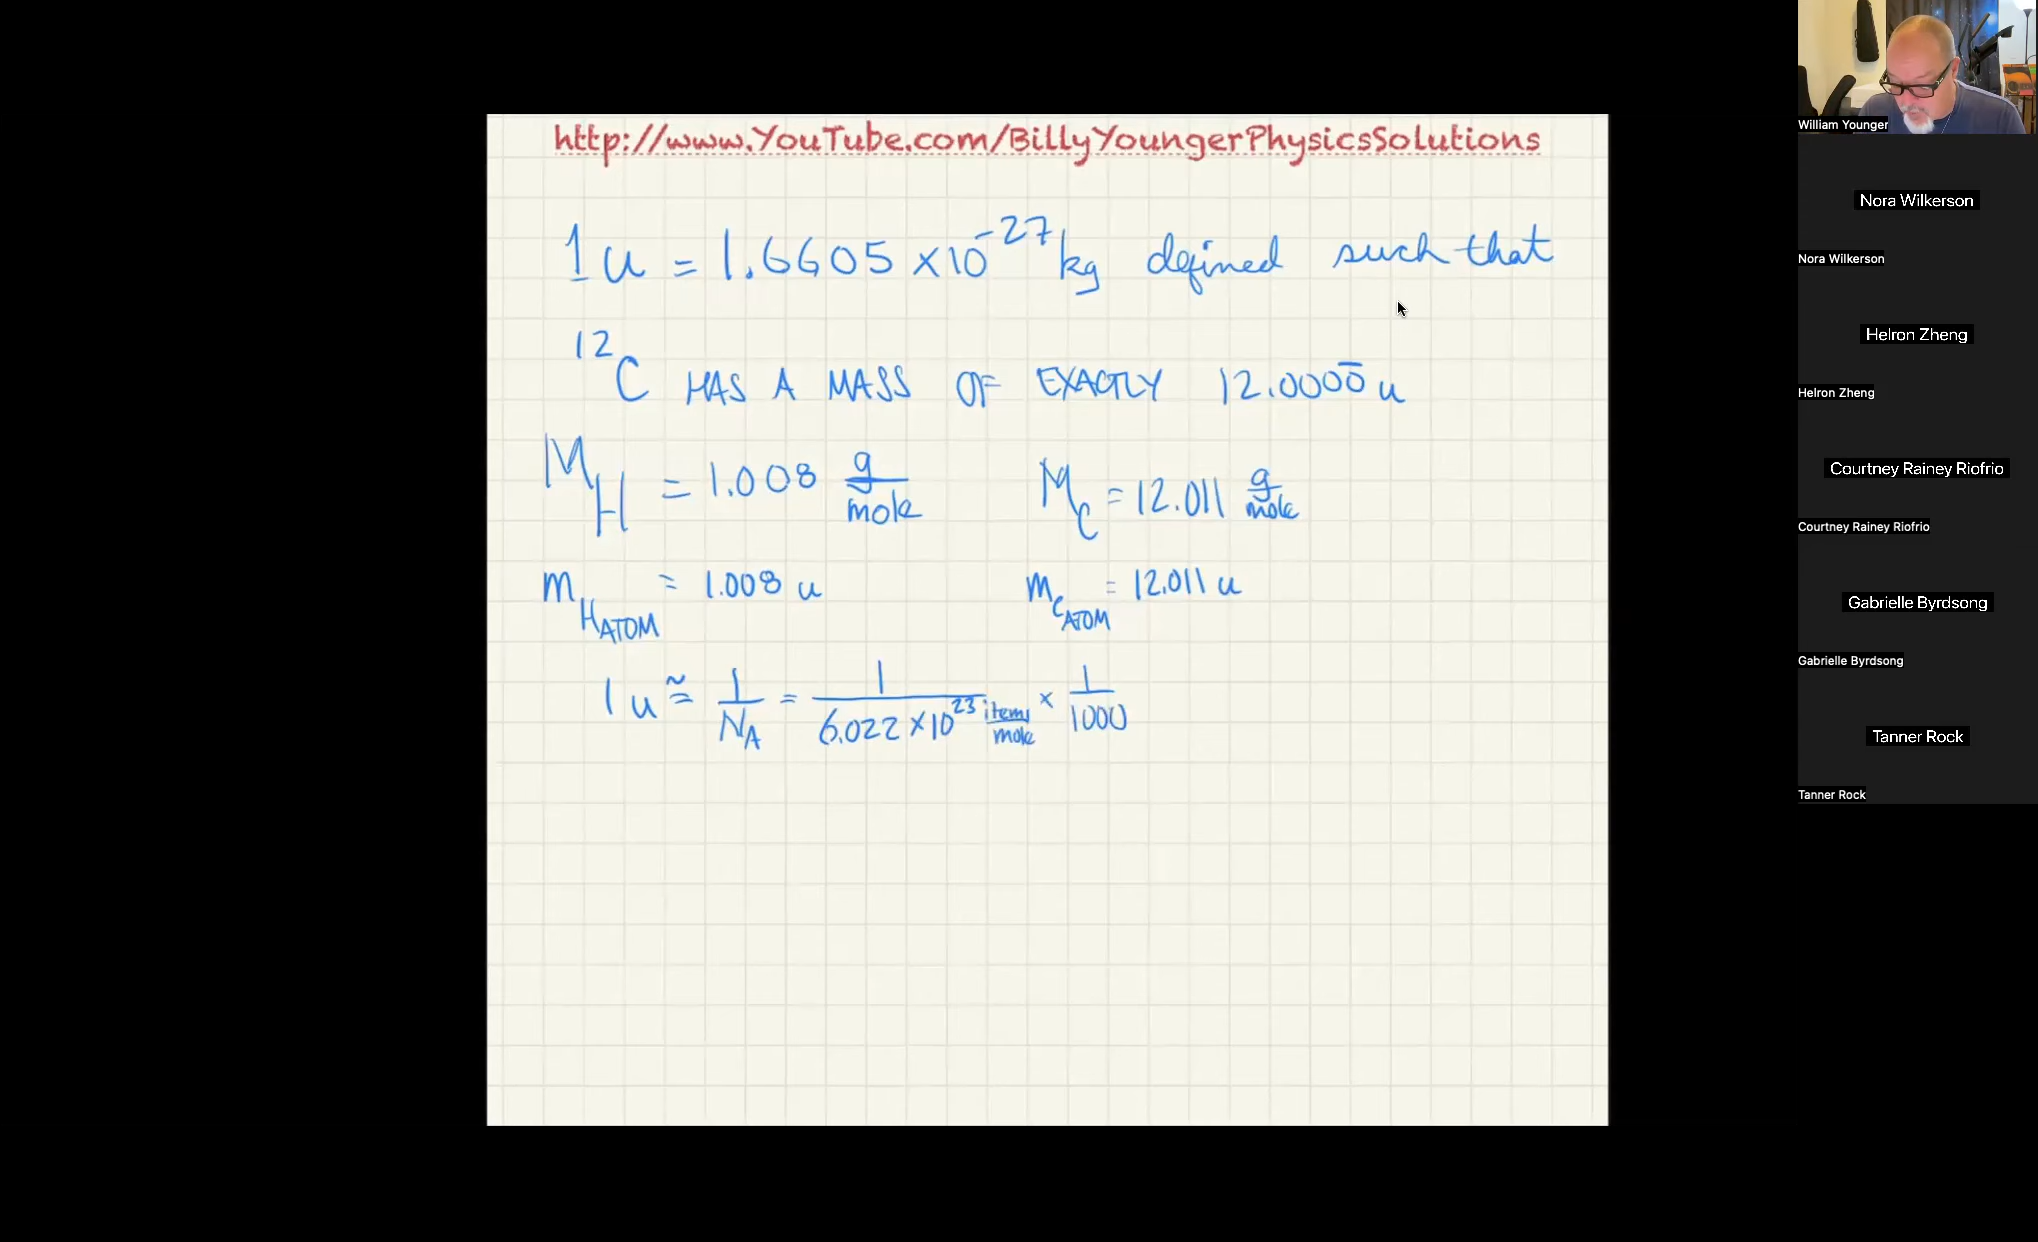 http://www.YouTube.com/BillyYoungerPhysicsSolutions
1 u = 1.6605 × 10⁻²⁷ kg defined such that
¹²C HAS A MASS OF EXACTLY 12.0000̅ u
M_H = 1.008 g/mole M_C = 12.011 g/mole
m_H ATOM = 1.008 u m_C ATOM = 12.011 u
1 u ≅ 1/N_A = 1/(6.022 × 10²³ items/mole) × 1/1000
William Younger
Nora Wilkerson
Nora Wilkerson
Helron Zheng
Helron Zheng
Courtney Rainey Riofrio
Courtney Rainey Riofrio
Gabrielle Byrdsong
Gabrielle Byrdsong
Tanner Rock
Tanner Rock